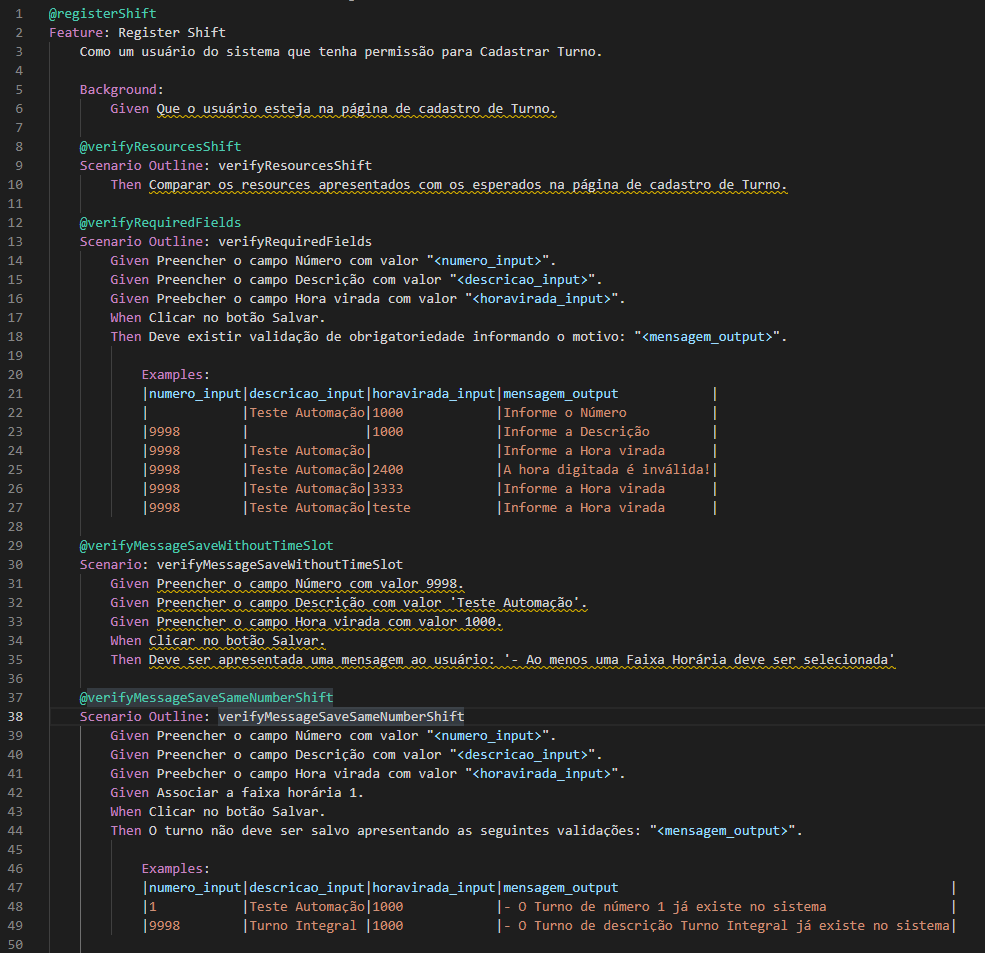 1 @registerShift
2 Feature: Register Shift
3 Como um usuário do sistema que tenha permissão para Cadastrar Turno.
4
5 Background:
6 Given Que o usuário esteja na página de cadastro de Turno.
7
8 @verifyResourcesShift
9 Scenario Outline: verifyResourcesShift
10 Then Comparar os resources apresentados com os esperados na página de cadastro de Turno.
11
12 @verifyRequiredFields
13 Scenario Outline: verifyRequiredFields
14 Given Preencher o campo Número com valor "<numero_input>".
15 Given Preencher o campo Descrição com valor "<descricao_input>".
16 Given Preebcher o campo Hora virada com valor "<horavirada_input>".
17 When Clicar no botão Salvar.
18 Then Deve existir validação de obrigatoriedade informando o motivo: "<mensagem_output>".
19
20 Examples:
21 |numero_input|descricao_input|horavirada_input|mensagem_output |
22 | |Teste Automação|1000 |Informe o Número |
23 |9998 | |1000 |Informe a Descrição |
24 |9998 |Teste Automação| |Informe a Hora virada |
25 |9998 |Teste Automação|2400 |A hora digitada é inválida!|
26 |9998 |Teste Automação|3333 |Informe a Hora virada |
27 |9998 |Teste Automação|teste |Informe a Hora virada |
28
29 @verifyMessageSaveWithoutTimeSlot
30 Scenario: verifyMessageSaveWithoutTimeSlot
31 Given Preencher o campo Número com valor 9998.
32 Given Preencher o campo Descrição com valor 'Teste Automação'.
33 Given Preencher o campo Hora virada com valor 1000.
34 When Clicar no botão Salvar.
35 Then Deve ser apresentada uma mensagem ao usuário: '- Ao menos uma Faixa Horária deve ser selecionada'
36
37 @verifyMessageSaveSameNumberShift
38 Scenario Outline: verifyMessageSaveSameNumberShift
39 Given Preencher o campo Número com valor "<numero_input>".
40 Given Preencher o campo Descrição com valor "<descricao_input>".
41 Given Preebcher o campo Hora virada com valor "<horavirada_input>".
42 Given Associar a faixa horária 1.
43 When Clicar no botão Salvar.
44 Then O turno não deve ser salvo apresentando as seguintes validações: "<mensagem_output>".
45
46 Examples:
47 |numero_input|descricao_input|horavirada_input|mensagem_output |
48 |1 |Teste Automação|1000 |- O Turno de número 1 já existe no sistema |
49 |9998 |Turno Integral |1000 |- O Turno de descrição Turno Integral já existe no sistema|
50